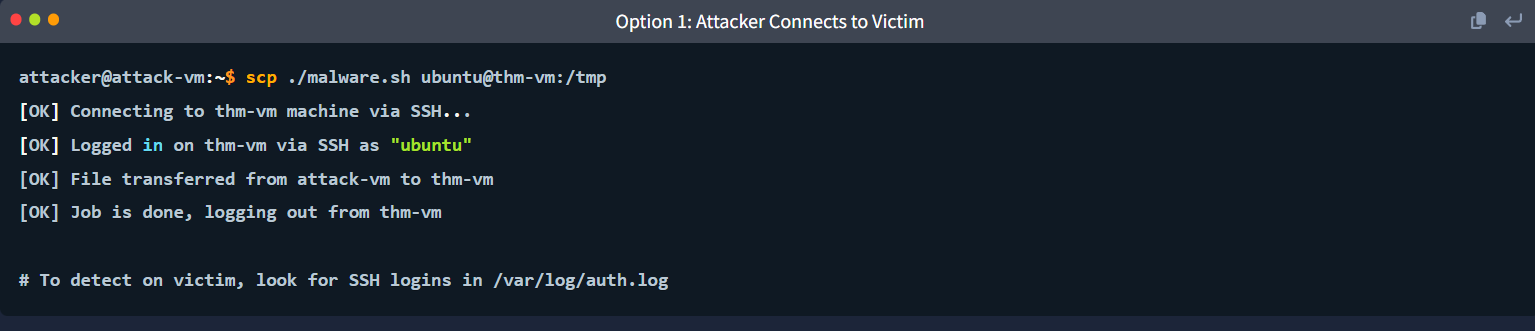 Option 1: Attacker Connects to Victim
attacker@attack-vm:~$ scp ./malware.sh ubuntu@thm-vm:/tmp
[OK] Connecting to thm-vm machine via SSH...
[OK] Logged in on thm-vm via SSH as "ubuntu"
[OK] File transferred from attack-vm to thm-vm
[OK] Job is done, logging out from thm-vm
# To detect on victim, look for SSH logins in /var/log/auth.log